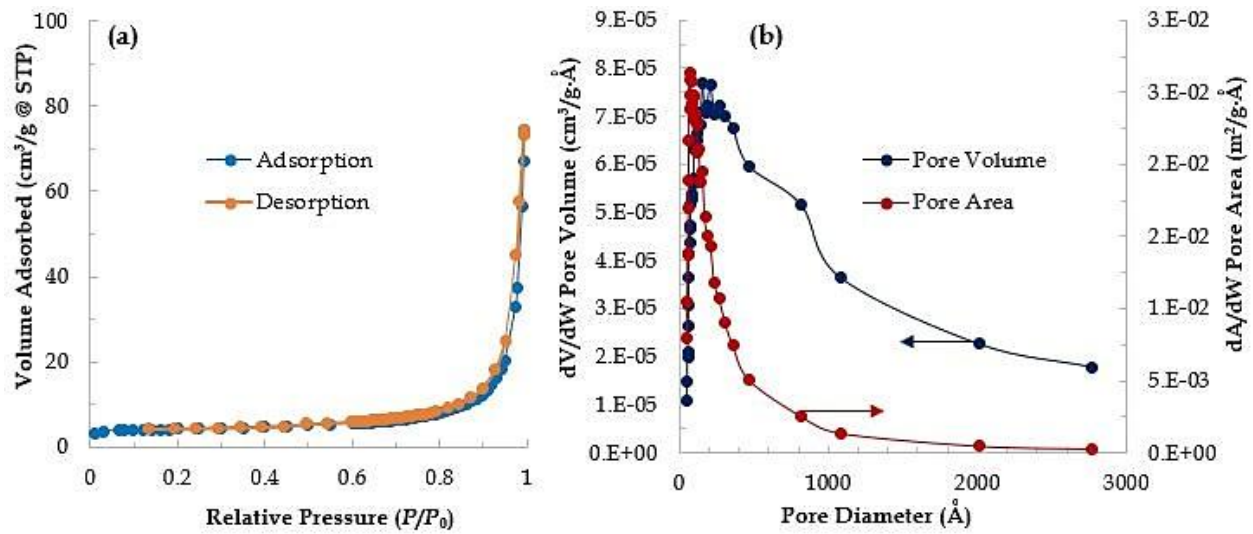 (a)
Volume Adsorbed (cm³/g @ STP)
100
80
60
40
20
0
Adsorption
Desorption
0
0.2
0.4
0.6
0.8
1
Relative Pressure (P/P₀)
(b)
dV/dW Pore Volume (cm³/g·Å)
9.E-05
8.E-05
7.E-05
6.E-05
5.E-05
4.E-05
3.E-05
2.E-05
1.E-05
0.E+00
Pore Volume
Pore Area
0
1000
2000
3000
Pore Diameter (Å)
3.E-02
3.E-02
2.E-02
2.E-02
1.E-02
5.E-03
0.E+00
dA/dW Pore Area (m²/g·Å)